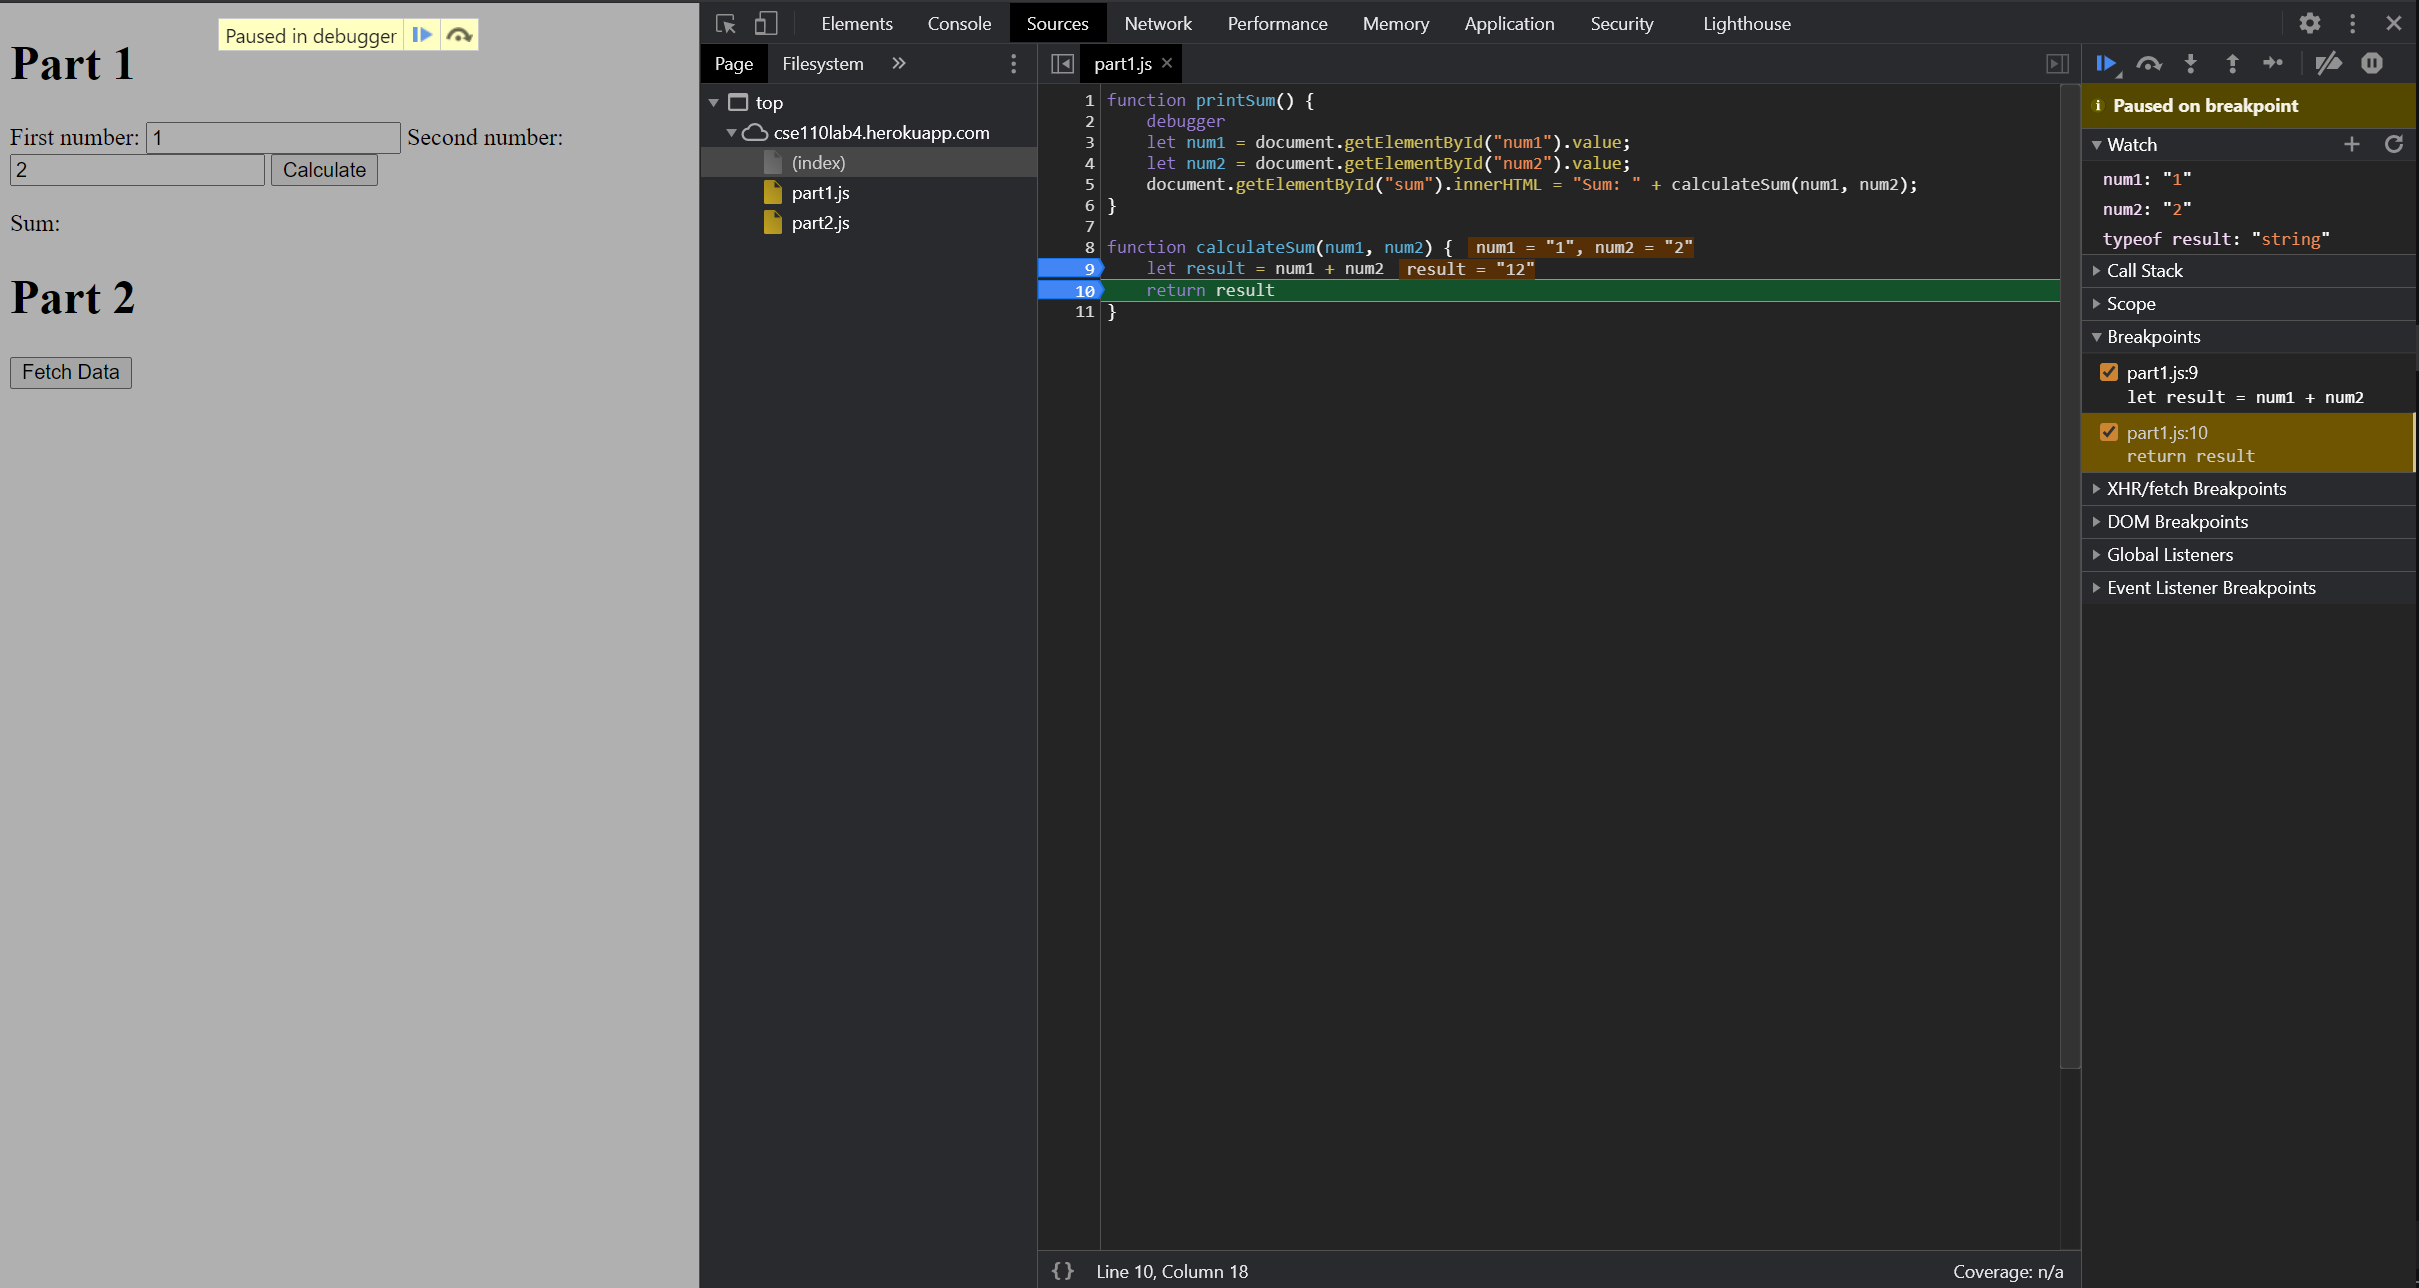 Paused in debugger
Part 1
First number: 1 Second number:
2 Calculate
Sum:
Part 2
Fetch Data
Elements Console Sources Network Performance Memory Application Security Lighthouse
Page Filesystem »
top
cse110lab4.herokuapp.com
(index)
part1.js
part2.js
part1.js ×
1 function printSum() {
2     debugger
3     let num1 = document.getElementById("num1").value;
4     let num2 = document.getElementById("num2").value;
5     document.getElementById("sum").innerHTML = "Sum: " + calculateSum(num1, num2);
6 }
7
8 function calculateSum(num1, num2) {  num1 = "1", num2 = "2"
9     let result = num1 + num2  result = "12"
10     return result
11 }
{} Line 10, Column 18
Coverage: n/a
Paused on breakpoint
Watch
num1: "1"
num2: "2"
typeof result: "string"
Call Stack
Scope
Breakpoints
part1.js:9
let result = num1 + num2
part1.js:10
return result
XHR/fetch Breakpoints
DOM Breakpoints
Global Listeners
Event Listener Breakpoints